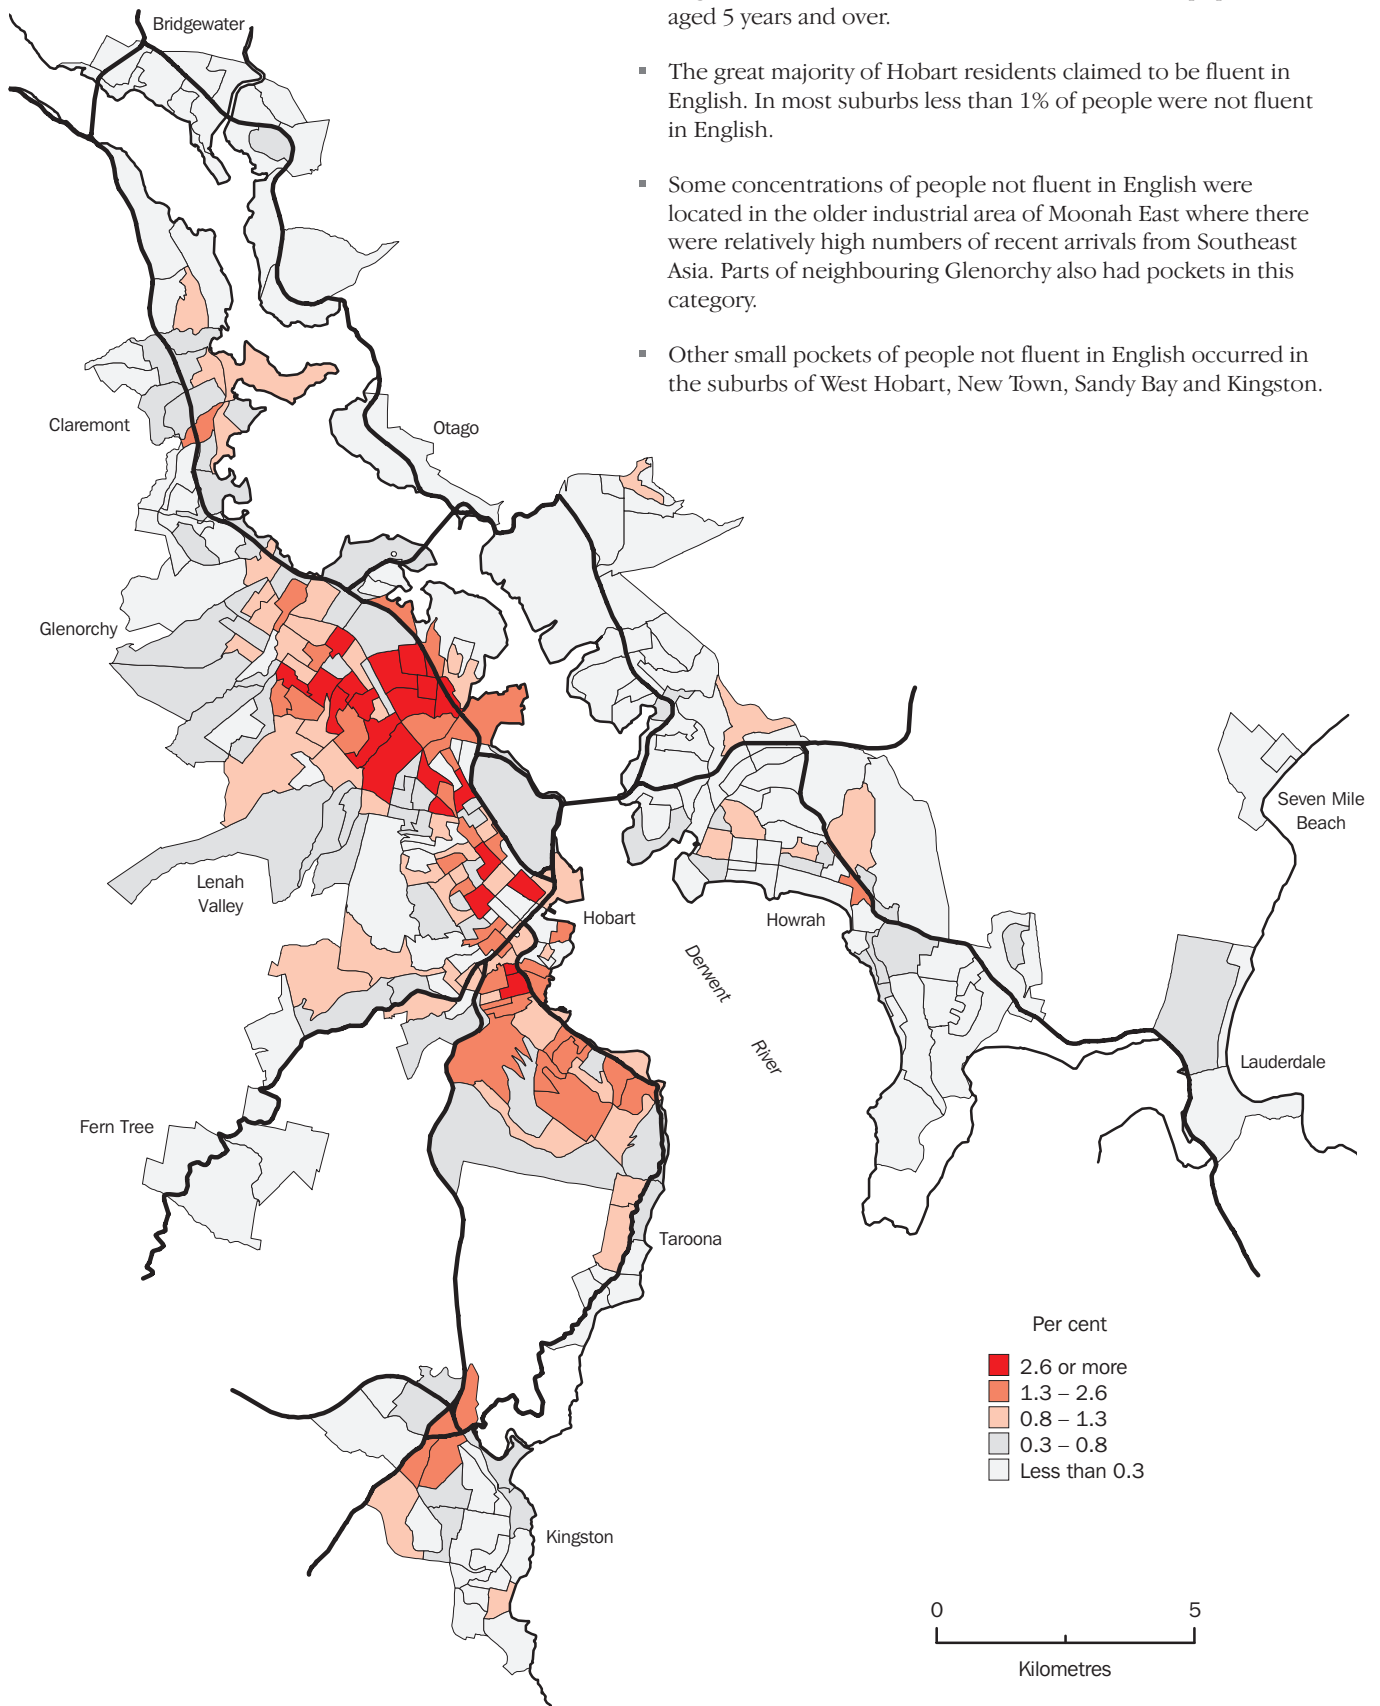 aged 5 years and over.
▪ The great majority of Hobart residents claimed to be fluent in
English. In most suburbs less than 1% of people were not fluent
in English.
▪ Some concentrations of people not fluent in English were
located in the older industrial area of Moonah East where there
were relatively high numbers of recent arrivals from Southeast
Asia. Parts of neighbouring Glenorchy also had pockets in this
category.
▪ Other small pockets of people not fluent in English occurred in
the suburbs of West Hobart, New Town, Sandy Bay and Kingston.
Bridgewater
Claremont
Otago
Glenorchy
Seven Mile
Beach
Lenah
Valley
Hobart
Howrah
Derwent
River
Lauderdale
Fern Tree
Taroona
Kingston
Per cent
2.6 or more
1.3 – 2.6
0.8 – 1.3
0.3 – 0.8
Less than 0.3
0 5
Kilometres